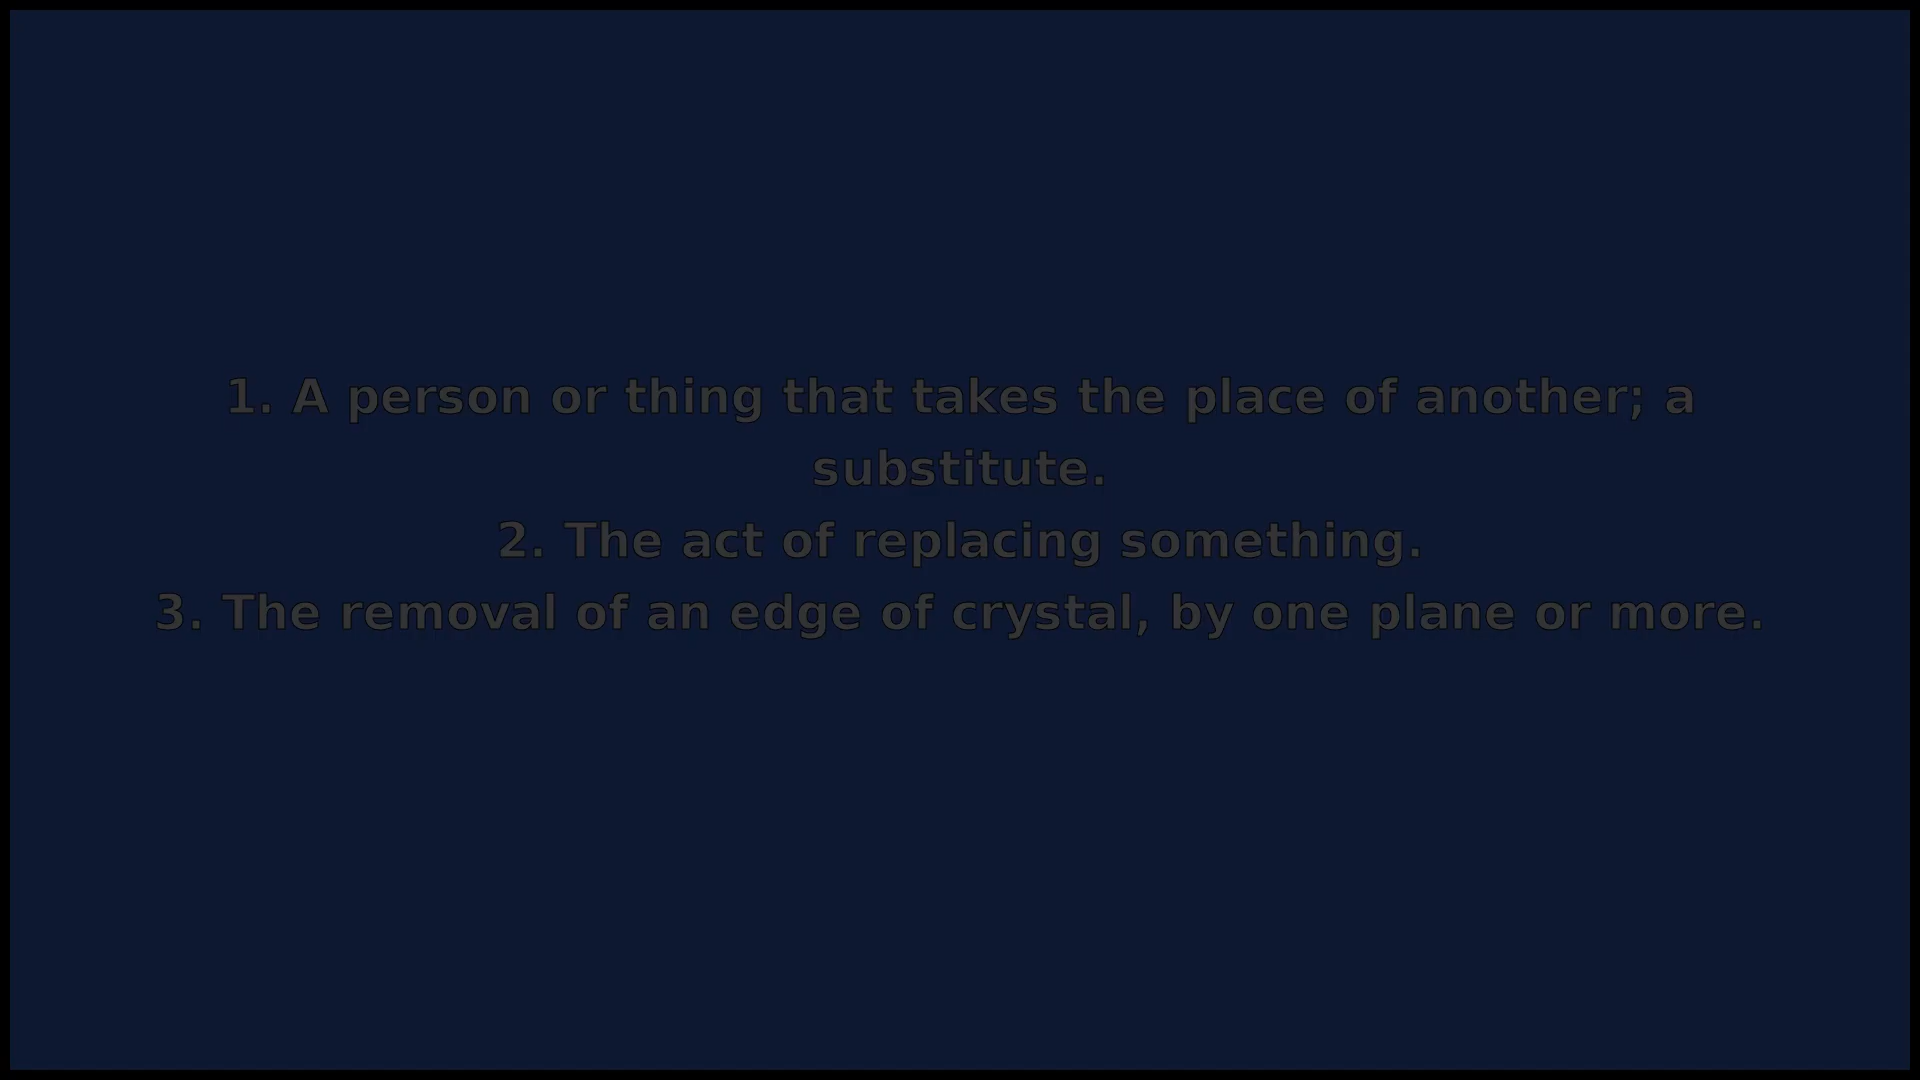 1. A person or thing that takes the place of another; a
substitute.
2. The act of replacing something.
3. The removal of an edge of crystal, by one plane or more.